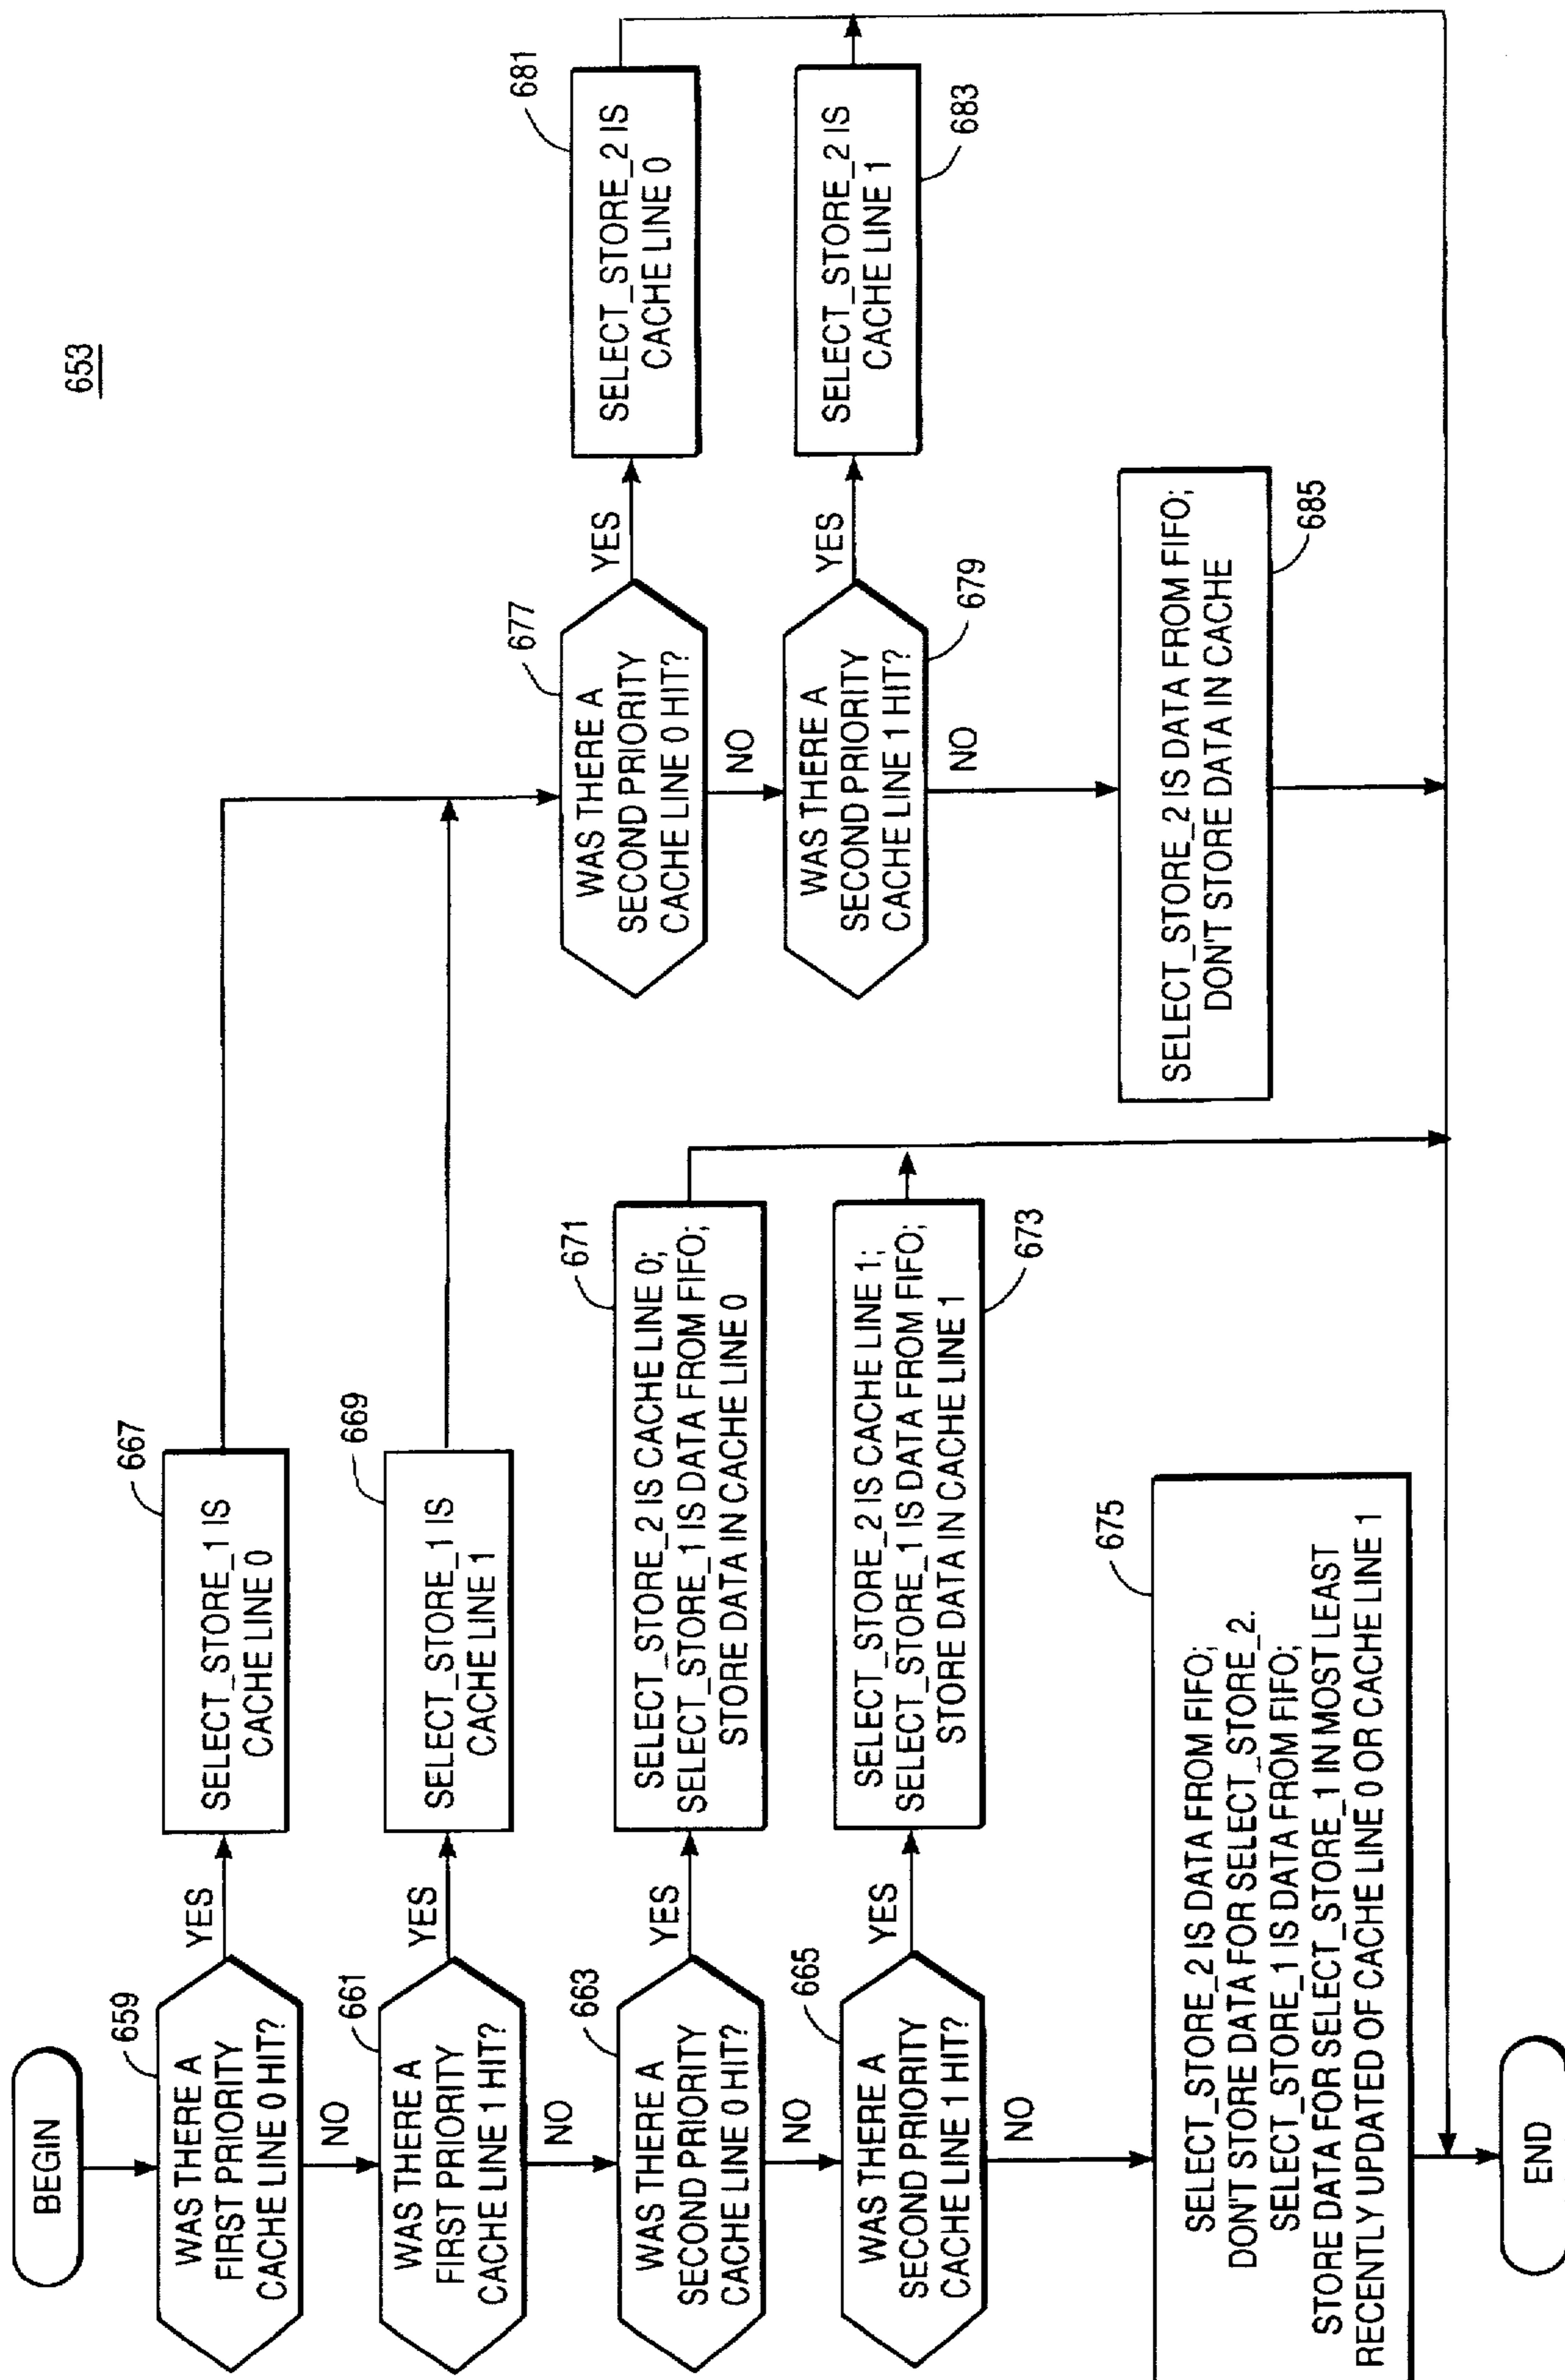 653
BEGIN
659
WAS THERE A
FIRST PRIORITY
CACHE LINE 0 HIT?
YES
667
SELECT_STORE_1 IS
CACHE LINE 0
NO
661
WAS THERE A
FIRST PRIORITY
CACHE LINE 1 HIT?
YES
669
SELECT_STORE_1 IS
CACHE LINE 1
NO
663
WAS THERE A
SECOND PRIORITY
CACHE LINE 0 HIT?
YES
671
SELECT_STORE_2 IS CACHE LINE 0;
SELECT_STORE_1 IS DATA FROM FIFO;
STORE DATA IN CACHE LINE 0
NO
665
WAS THERE A
SECOND PRIORITY
CACHE LINE 1 HIT?
YES
SELECT_STORE_2 IS CACHE LINE 1;
SELECT_STORE_1 IS DATA FROM FIFO;
STORE DATA IN CACHE LINE 1
673
NO
675
SELECT_STORE_2 IS DATA FROM FIFO;
DON'T STORE DATA FOR SELECT_STORE_2.
SELECT_STORE_1 IS DATA FROM FIFO;
STORE DATA FOR SELECT_STORE_1 IN MOST LEAST
RECENTLY UPDATED OF CACHE LINE 0 OR CACHE LINE 1
677
WAS THERE A
SECOND PRIORITY
CACHE LINE 0 HIT?
YES
681
SELECT_STORE_2 IS
CACHE LINE 0
NO
WAS THERE A
SECOND PRIORITY
CACHE LINE 1 HIT?
679
YES
SELECT_STORE_2 IS
CACHE LINE 1
683
NO
SELECT_STORE_2 IS DATA FROM FIFO;
DON'T STORE DATA IN CACHE
685
END